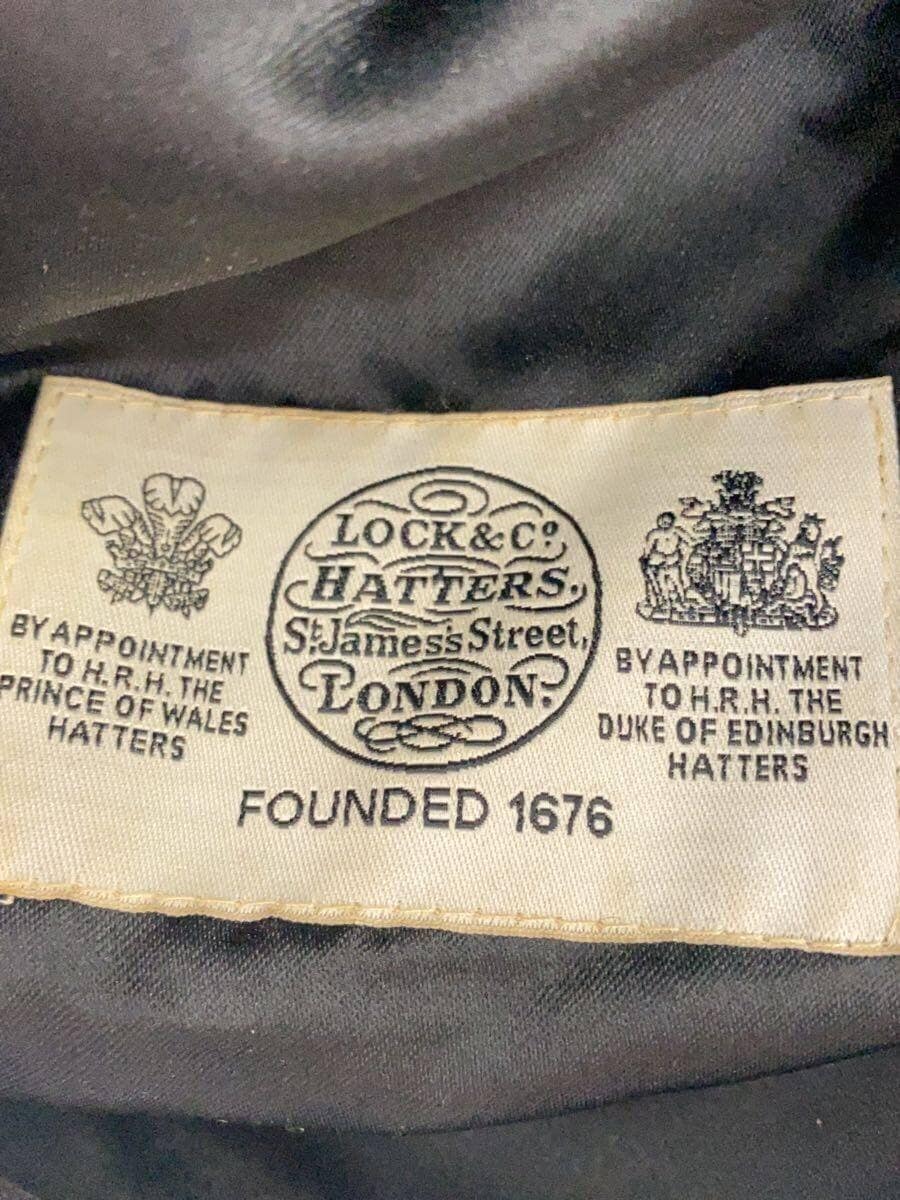 BY APPOINTMENT
TO H.R.H. THE
PRINCE OF WALES
HATTERS
LOCK & Co.
HATTERS.
St. James's Street,
LONDON.
BY APPOINTMENT
TO H.R.H. THE
DUKE OF EDINBURGH
HATTERS
FOUNDED 1676